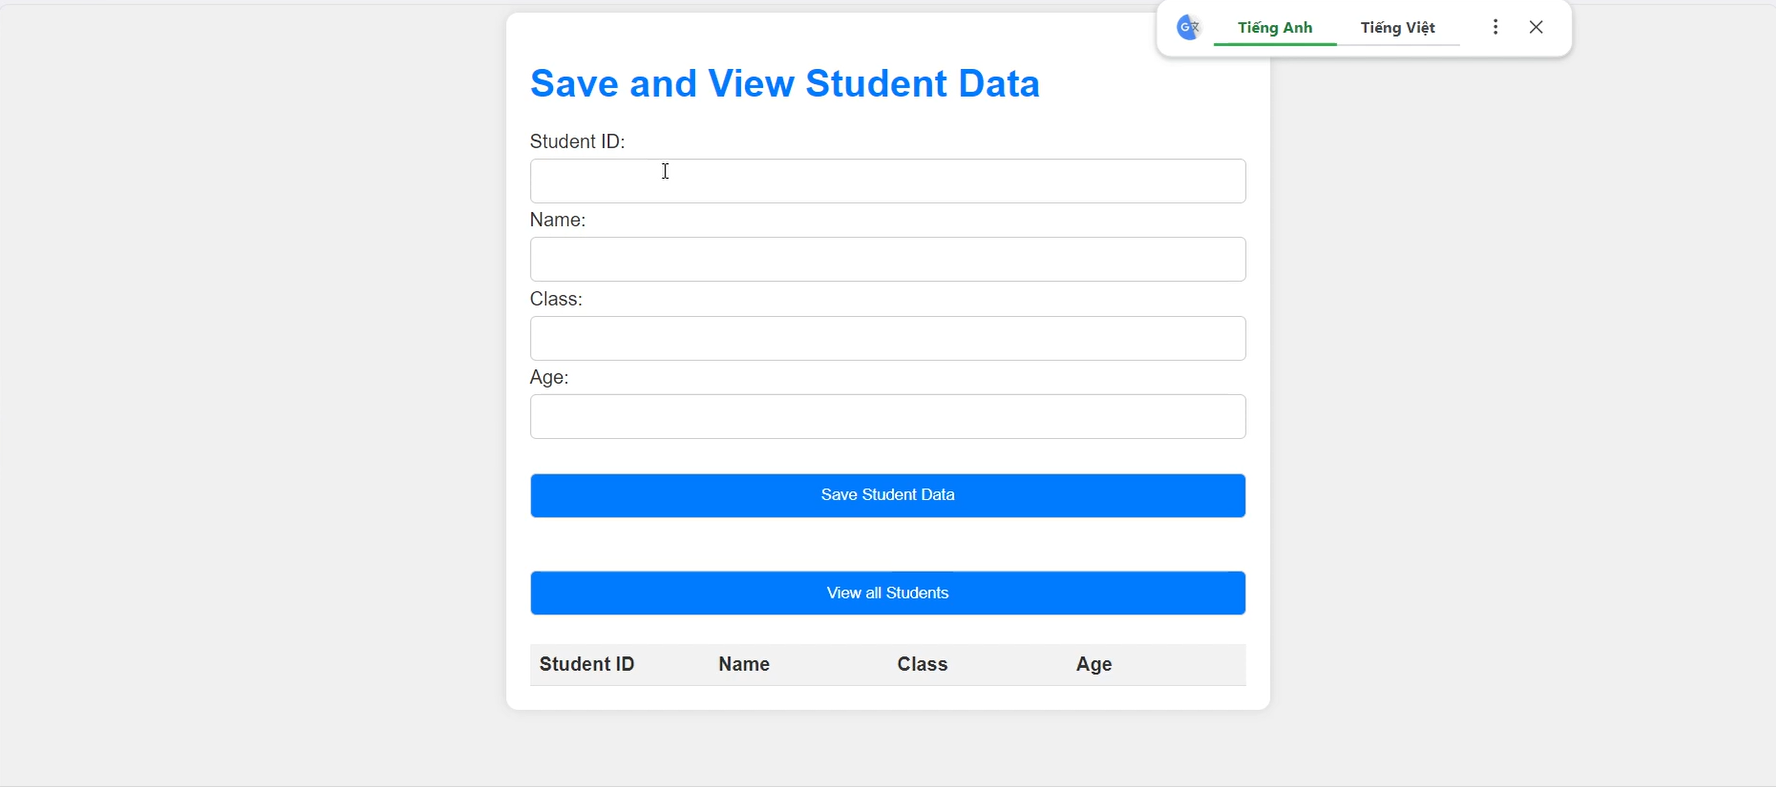 Tiếng Anh Tiếng Việt
Save and View Student Data
Student ID:
Name:
Class:
Age:
Save Student Data
View all Students
Student ID Name Class Age